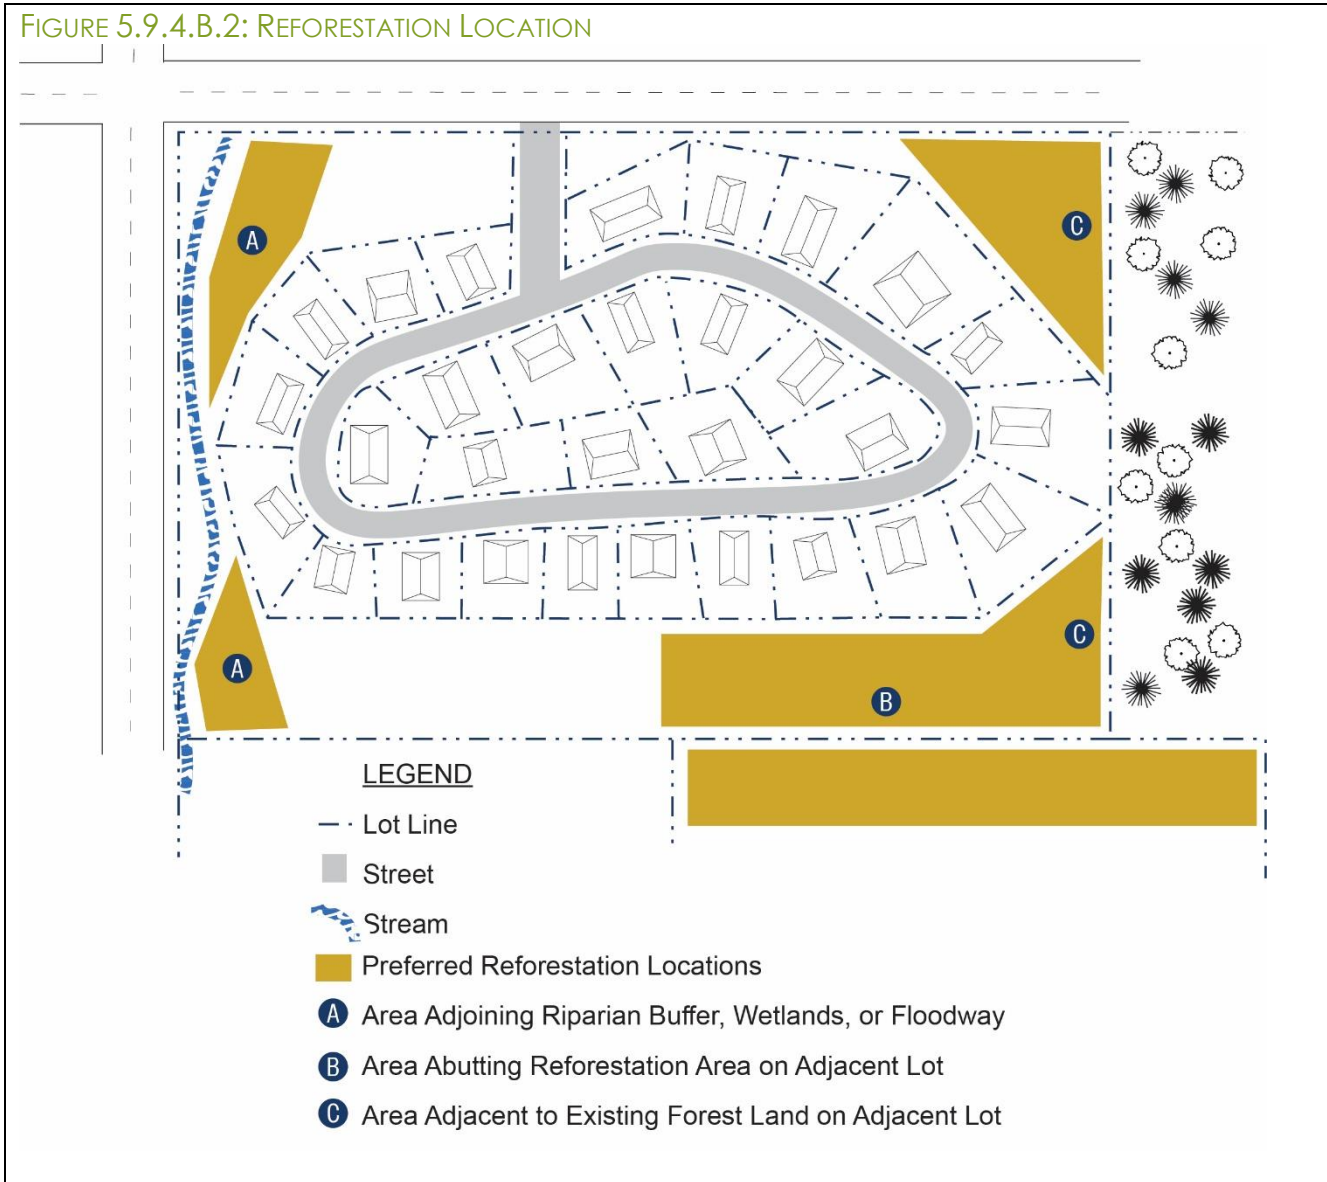 FIGURE 5.9.4.B.2: REFORESTATION LOCATION
A
C
A
C
B
LEGEND
Lot Line
Street
Stream
Preferred Reforestation Locations
A Area Adjoining Riparian Buffer, Wetlands, or Floodway
B Area Abutting Reforestation Area on Adjacent Lot
C Area Adjacent to Existing Forest Land on Adjacent Lot